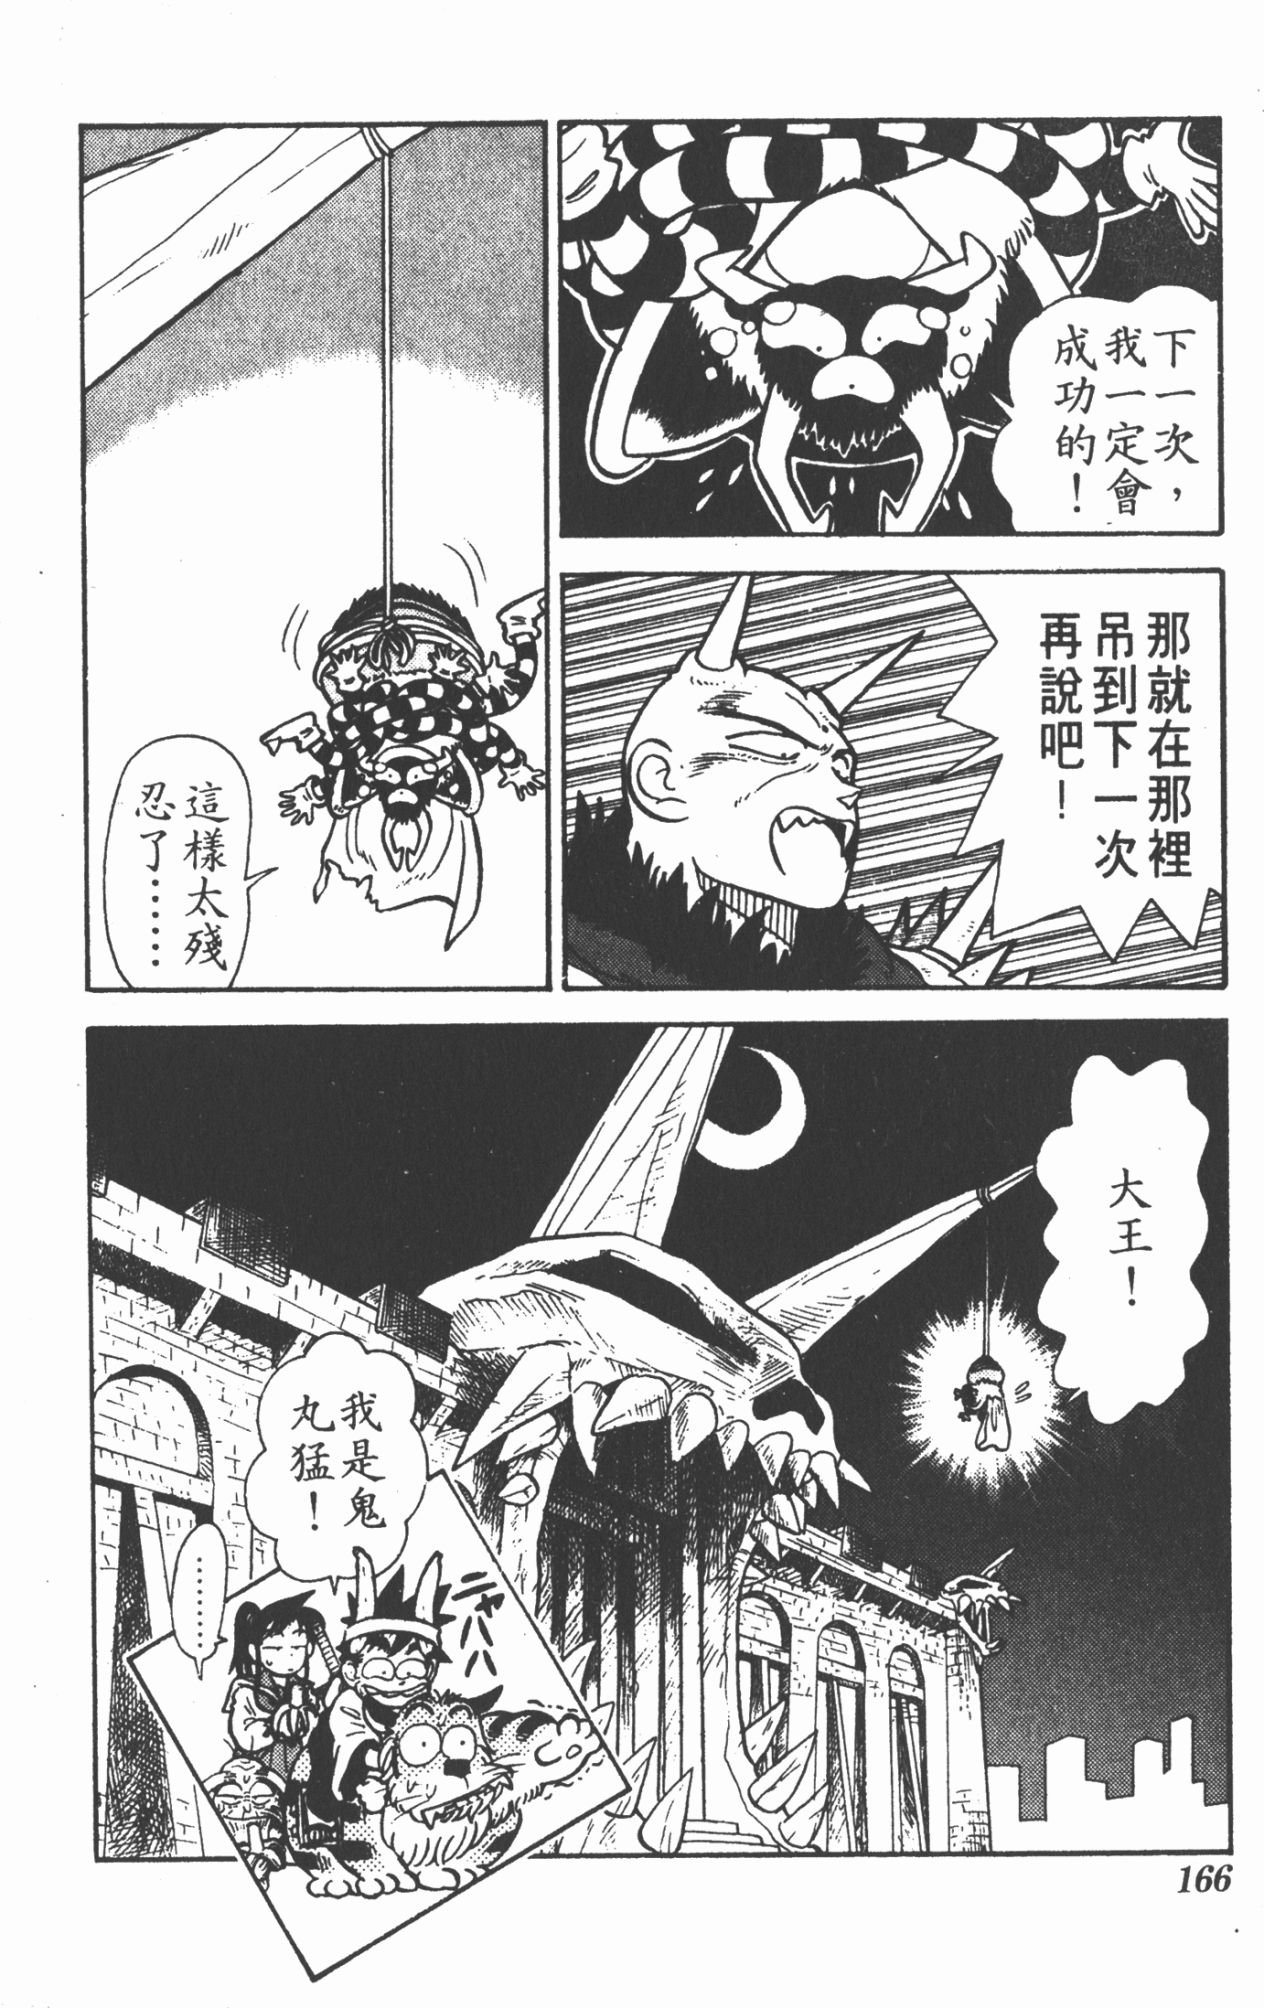 下一次，
我一定會
成功的！
那就在那裡
吊到下一次
再說吧！
這樣太殘
忍了⋯⋯⋯
大王！
我是鬼
丸猛！
⋯⋯⋯
ニャハハ
166